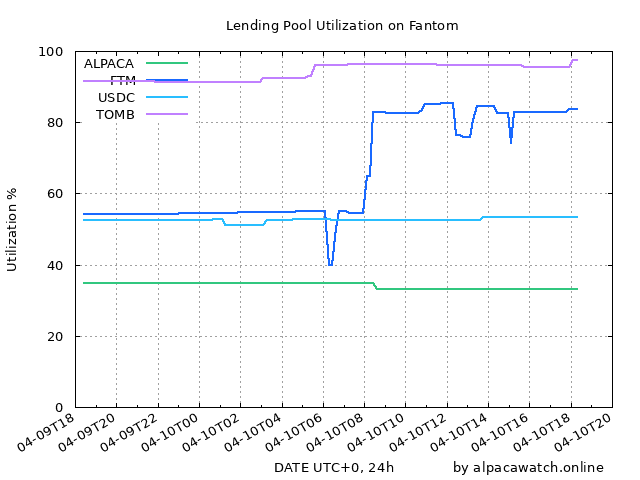 Lending Pool Utilization on Fantom
Utilization %
100
80
60
40
20
0
ALPACA
FTM
USDC
TOMB
04-09T18
04-09T20
04-09T22
04-10T00
04-10T02
04-10T04
04-10T06
04-10T08
04-10T10
04-10T12
04-10T14
04-10T16
04-10T18
04-10T20
DATE UTC+0, 24h
by alpacawatch.online